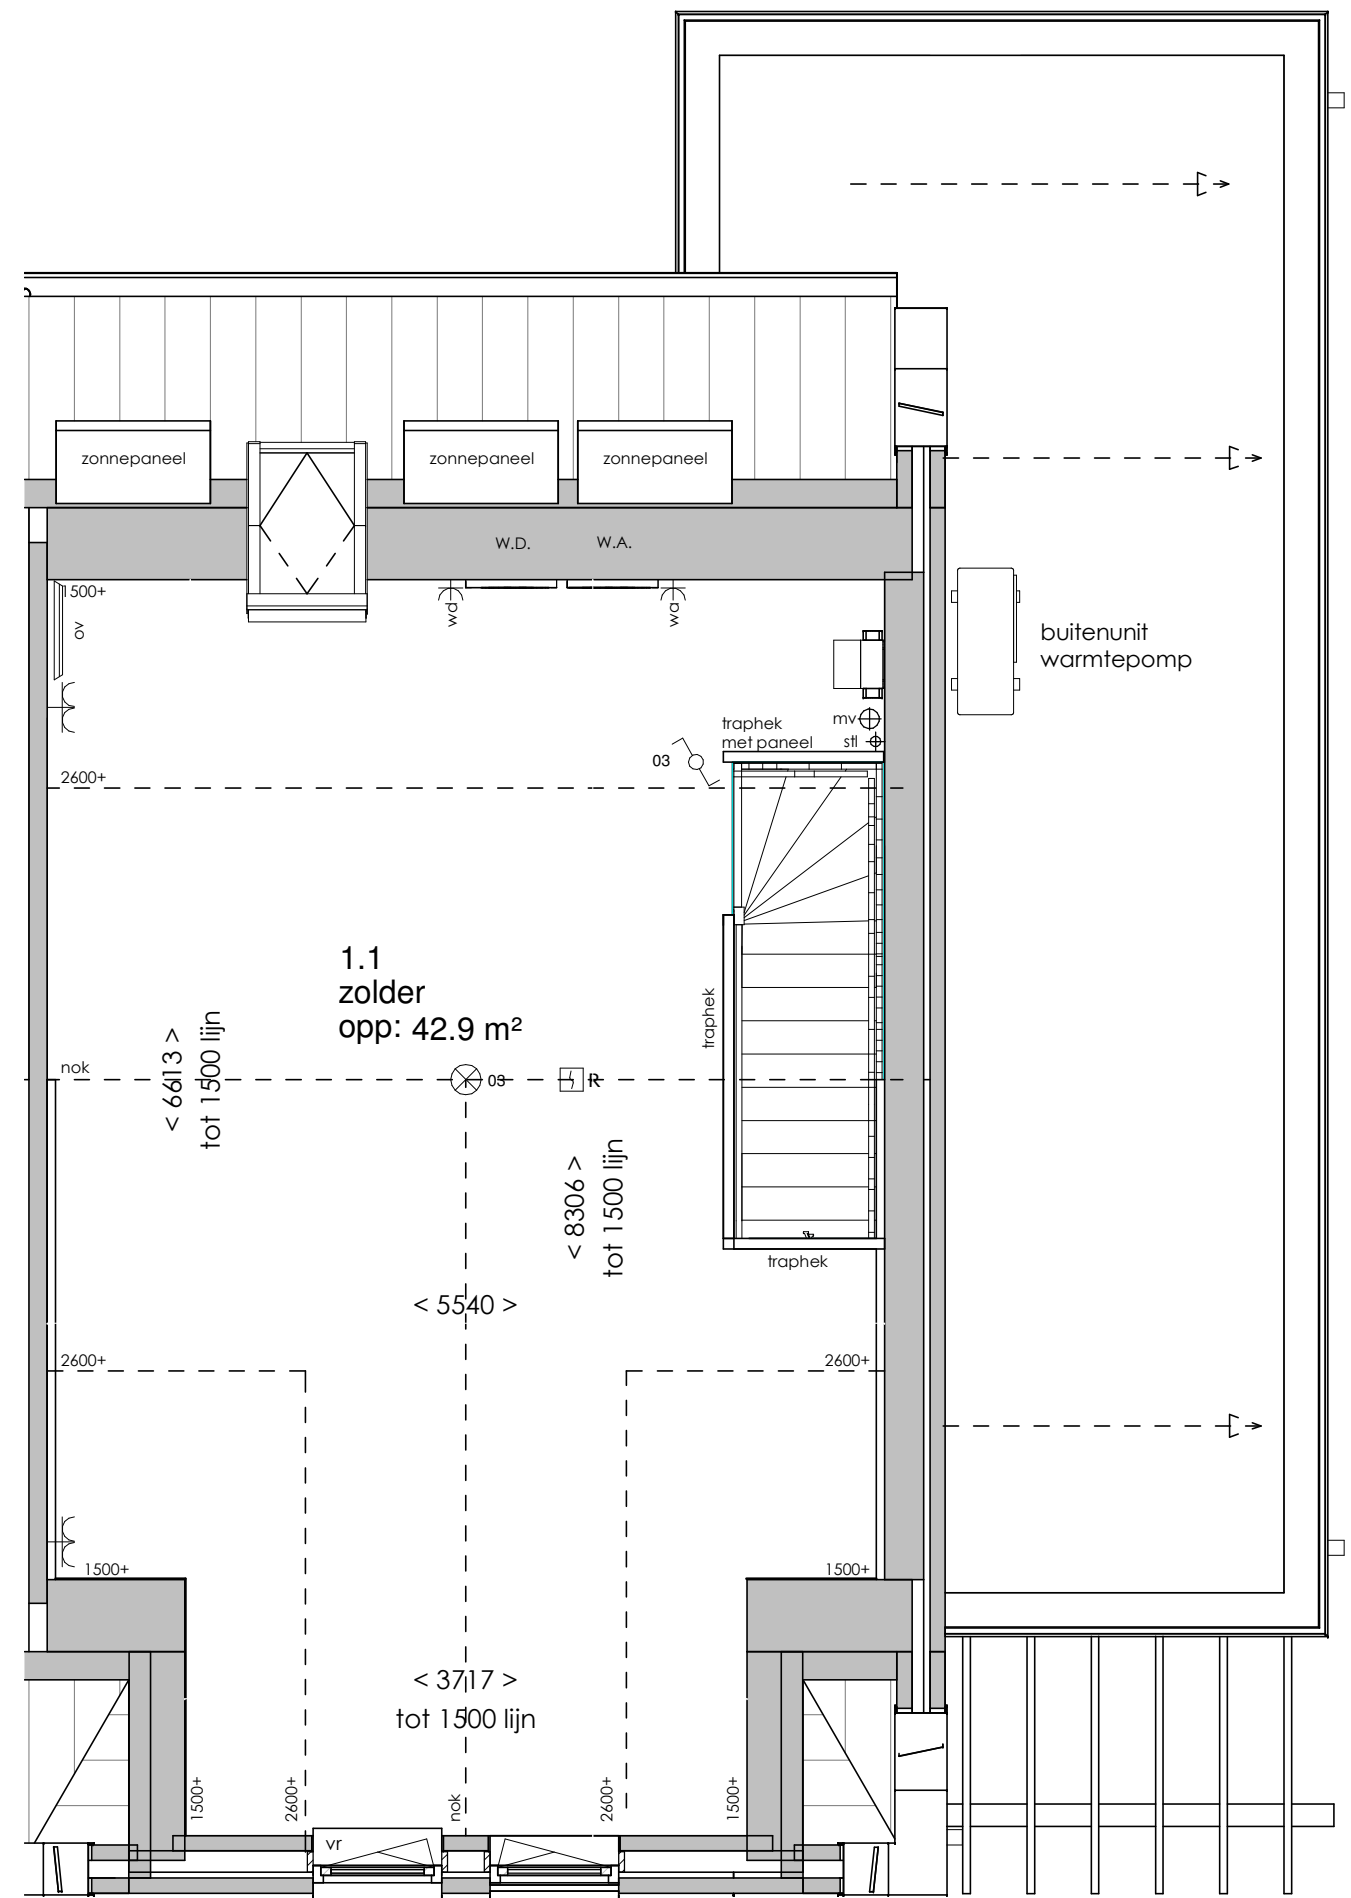 zonnepaneel
zonnepaneel
zonnepaneel
W.D.
W.A.
1500+
ov
wd
wa
buitenunit
warmtepomp
traphek
met paneel
mv
stl
03
2600+
1.1
zolder
opp: 42.9 m²
traphek
nok
< 6613 >
tot 1500 lijn
03
R
< 8306 >
tot 1500 lijn
traphek
< 5540 >
2600+
2600+
1500+
1500+
< 3717 >
tot 1500 lijn
1500+
2600+
nok
2600+
1500+
vr